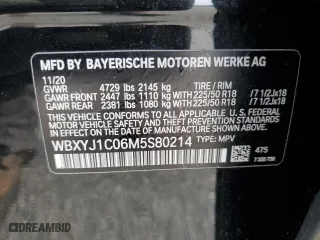 MFD BY BAYERISCHE MOTOREN WERKE AG
11/20
GVWR 4729 lbs 2145 kg TIRE / RIM
GAWR FRONT 2447 lbs 1110 kg WITH 225/50 R18 /7 1/2Jx18
GAWR REAR 2381 lbs 1080 kg WITH 225/50 R18 /7 1/2Jx18
THIS VEHICLE CONFORMS TO ALL APPLICABLE U. S. FEDERAL
MOTOR VEHICLE SAFETY, BUMPER, AND THEFT PREVENTION
STANDARDS IN EFFECT ON THE DATE OF MANUFACTURE SHOWN ABOVE.
WBXYJ1C06M5S80214 TYPE: MPV
475